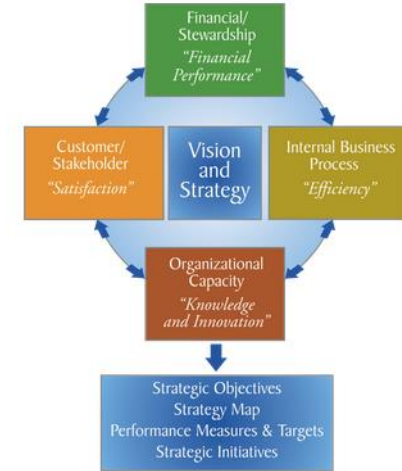 Financial/
Stewardship
“Financial
Performance”
Customer/
Stakeholder
“Satisfaction”
Vision
and
Strategy
Internal Business
Process
“Efficiency”
Organizational
Capacity
“Knowledge
and Innovation”
Strategic Objectives
Strategy Map
Performance Measures & Targets
Strategic Initiatives